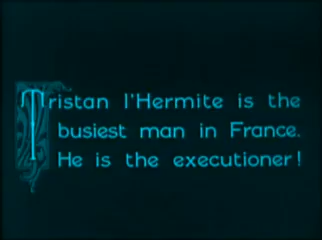 Tristan l'Hermite is the
busiest man in France.
He is the executioner!